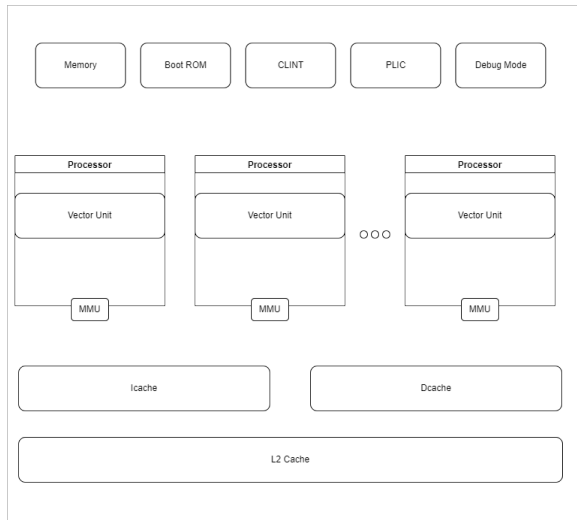 Memory
Boot ROM
CLINT
PLIC
Debug Mode
Processor
Processor
Processor
Vector Unit
Vector Unit
Vector Unit
MMU
MMU
MMU
Icache
Dcache
L2 Cache